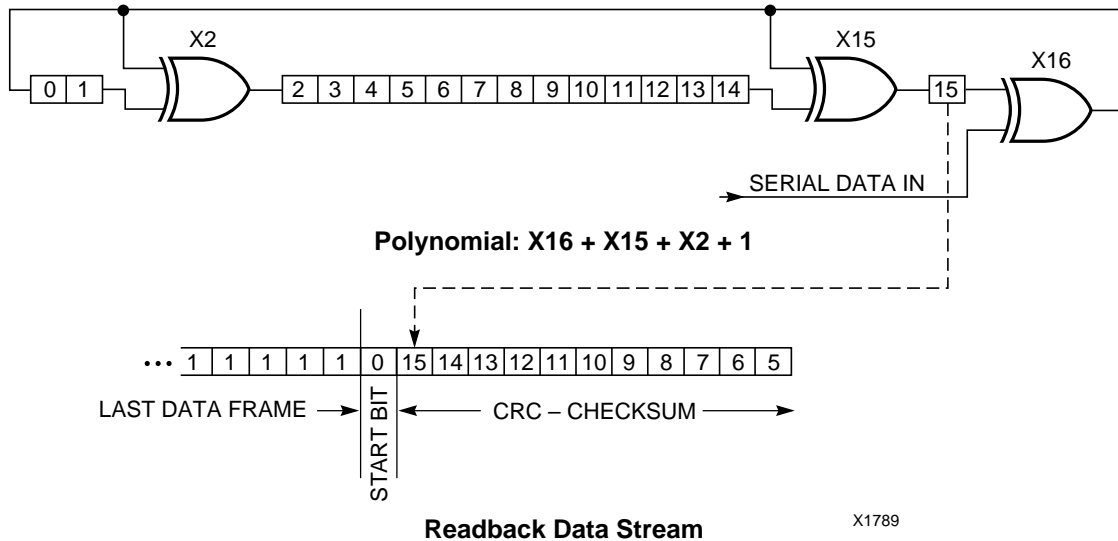 X2
X15
X16
0 1
2 3 4 5 6 7 8 9 10 11 12 13 14
15
SERIAL DATA IN
Polynomial: X16 + X15 + X2 + 1
••• 1 1 1 1 1 0 15 14 13 12 11 10 9 8 7 6 5
LAST DATA FRAME
START BIT
CRC – CHECKSUM
Readback Data Stream
X1789